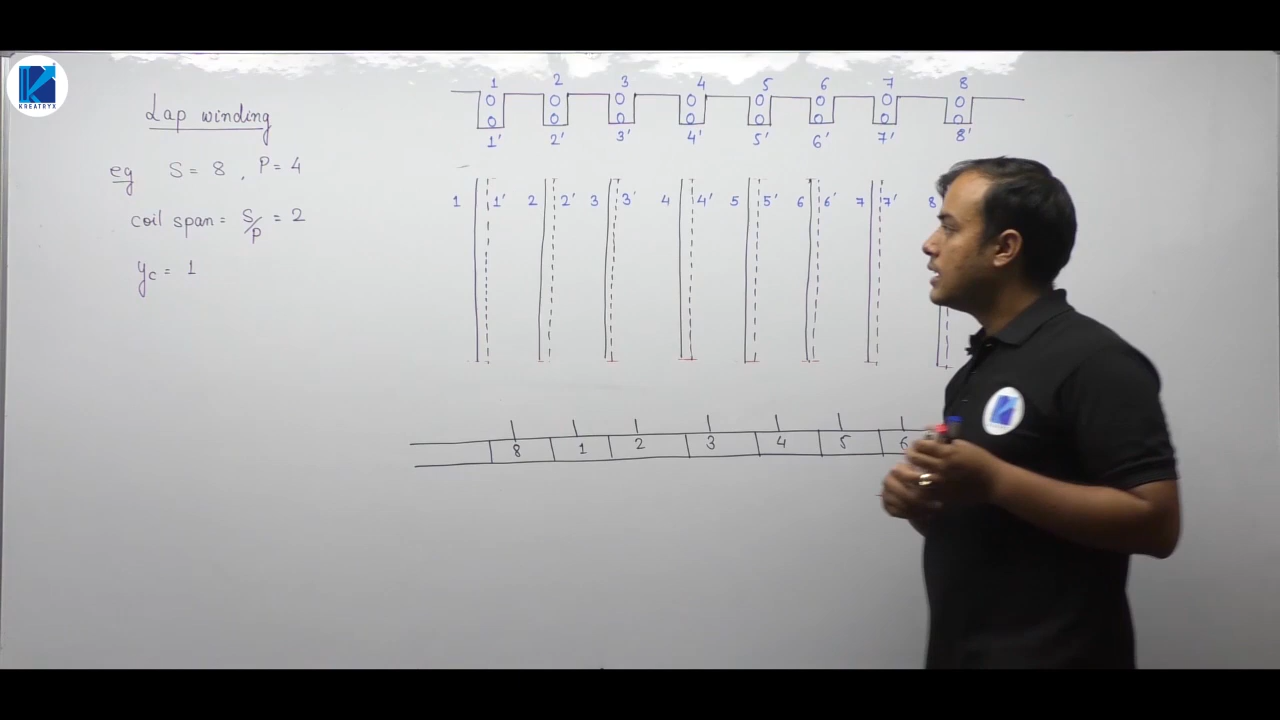 KREATRYX
Lap winding
eg S = 8 , P = 4
coil span = S/P = 2
yc = 1
1 2 3 4 5 6 7 8
1' 2' 3' 4' 5' 6' 7' 8'
1 1' 2 2' 3 3' 4 4' 5 5' 6 6' 7 7' 8
8 1 2 3 4 5 6